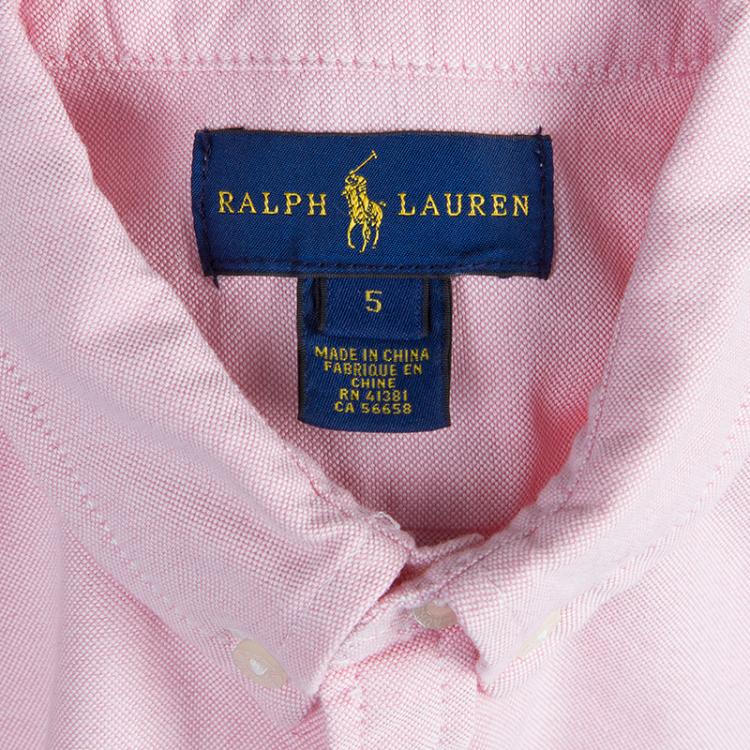 RALPH LAUREN
5
MADE IN CHINA
FABRIQUE EN
CHINE
RN 41381
CA 56658